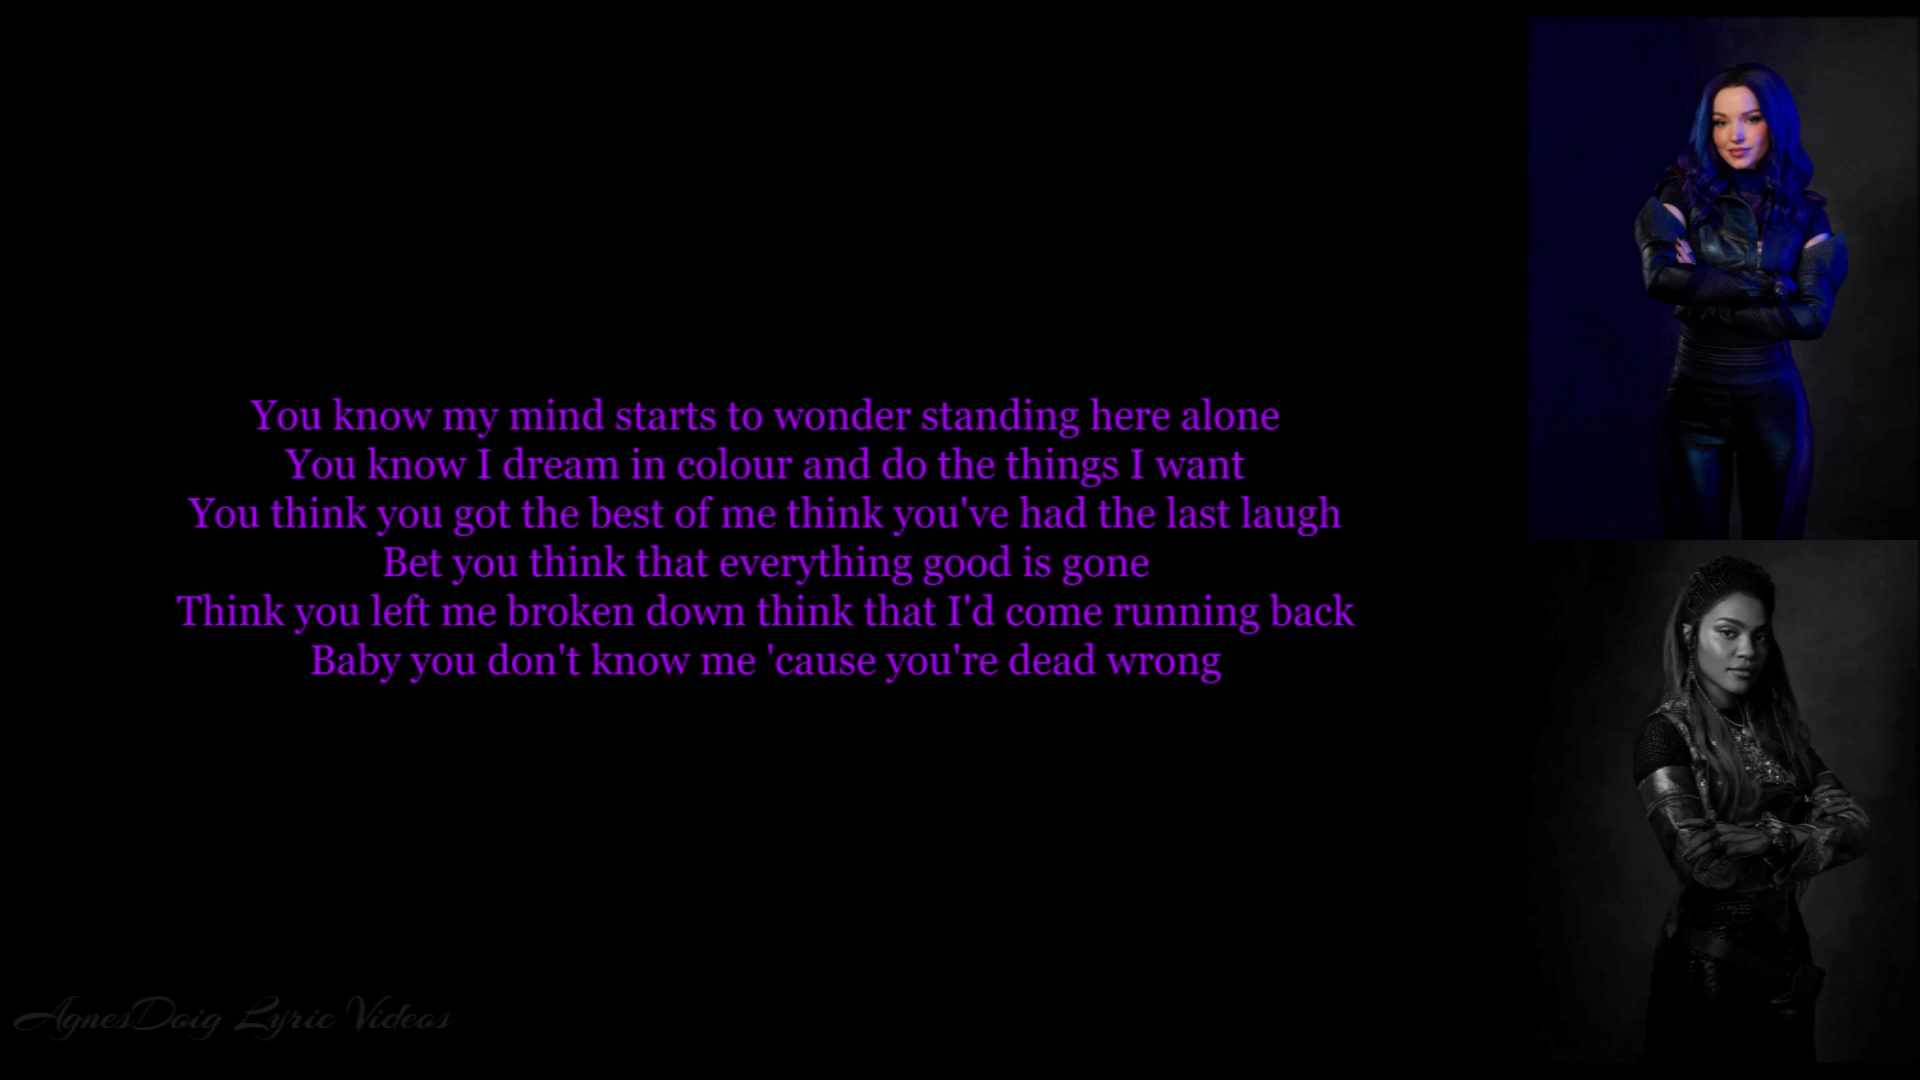 You know my mind starts to wonder standing here alone
You know I dream in colour and do the things I want
You think you got the best of me think you've had the last laugh
Bet you think that everything good is gone
Think you left me broken down think that I'd come running back
Baby you don't know me 'cause you're dead wrong
AgnesDoig Lyric Videos